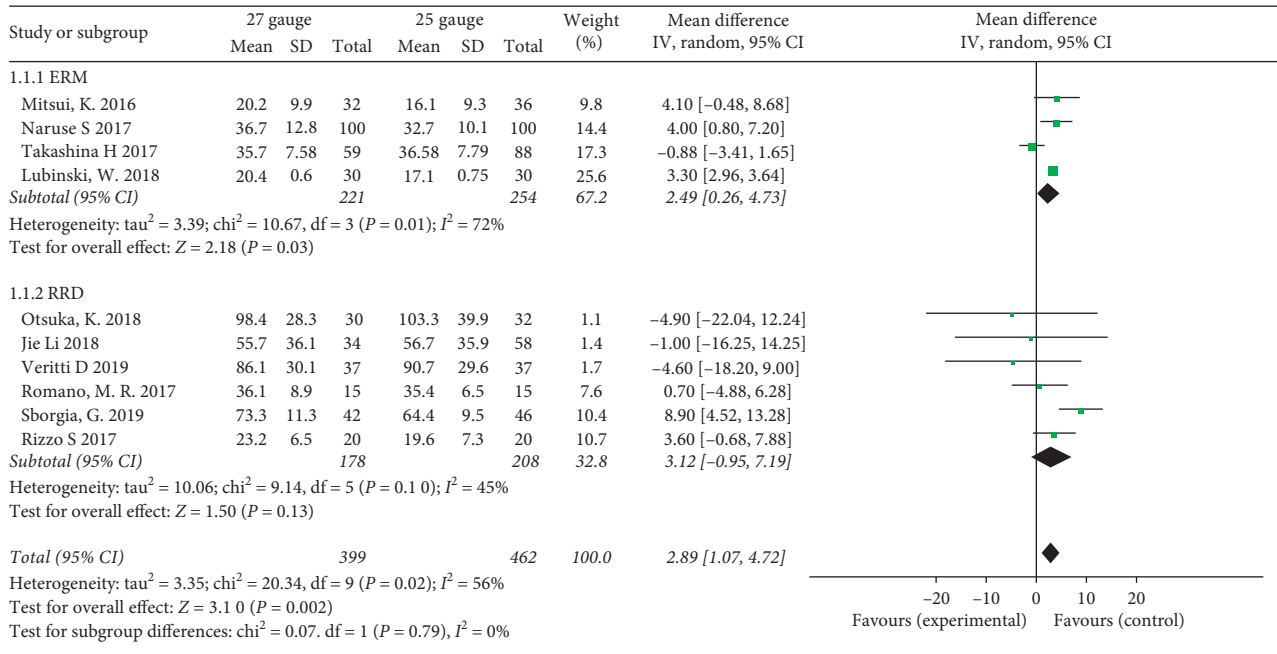 Study or subgroup 27 gauge 25 gauge Weight (%) Mean difference IV, random, 95% CI Mean difference IV, random, 95% CI
Mean SD Total Mean SD Total
1.1.1 ERM
Mitsui, K. 2016 20.2 9.9 32 16.1 9.3 36 9.8 4.10 [–0.48, 8.68]
Naruse S 2017 36.7 12.8 100 32.7 10.1 100 14.4 4.00 [0.80, 7.20]
Takashina H 2017 35.7 7.58 59 36.58 7.79 88 17.3 –0.88 [–3.41, 1.65]
Lubinski, W. 2018 20.4 0.6 30 17.1 0.75 30 25.6 3.30 [2.96, 3.64]
Subtotal (95% CI) 221 254 67.2 2.49 [0.26, 4.73]
Heterogeneity: tau² = 3.39; chi² = 10.67, df = 3 (P = 0.01); I² = 72%
Test for overall effect: Z = 2.18 (P = 0.03)
1.1.2 RRD
Otsuka, K. 2018 98.4 28.3 30 103.3 39.9 32 1.1 –4.90 [–22.04, 12.24]
Jie Li 2018 55.7 36.1 34 56.7 35.9 58 1.4 –1.00 [–16.25, 14.25]
Veritti D 2019 86.1 30.1 37 90.7 29.6 37 1.7 –4.60 [–18.20, 9.00]
Romano, M. R. 2017 36.1 8.9 15 35.4 6.5 15 7.6 0.70 [–4.88, 6.28]
Sborgia, G. 2019 73.3 11.3 42 64.4 9.5 46 10.4 8.90 [4.52, 13.28]
Rizzo S 2017 23.2 6.5 20 19.6 7.3 20 10.7 3.60 [–0.68, 7.88]
Subtotal (95% CI) 178 208 32.8 3.12 [–0.95, 7.19]
Heterogeneity: tau² = 10.06; chi² = 9.14, df = 5 (P = 0.1 0); I² = 45%
Test for overall effect: Z = 1.50 (P = 0.13)
Total (95% CI) 399 462 100.0 2.89 [1.07, 4.72]
Heterogeneity: tau² = 3.35; chi² = 20.34, df = 9 (P = 0.02); I² = 56%
Test for overall effect: Z = 3.1 0 (P = 0.002)
Test for subgroup differences: chi² = 0.07. df = 1 (P = 0.79), I² = 0%
–20 –10 0 10 20
Favours (experimental) Favours (control)